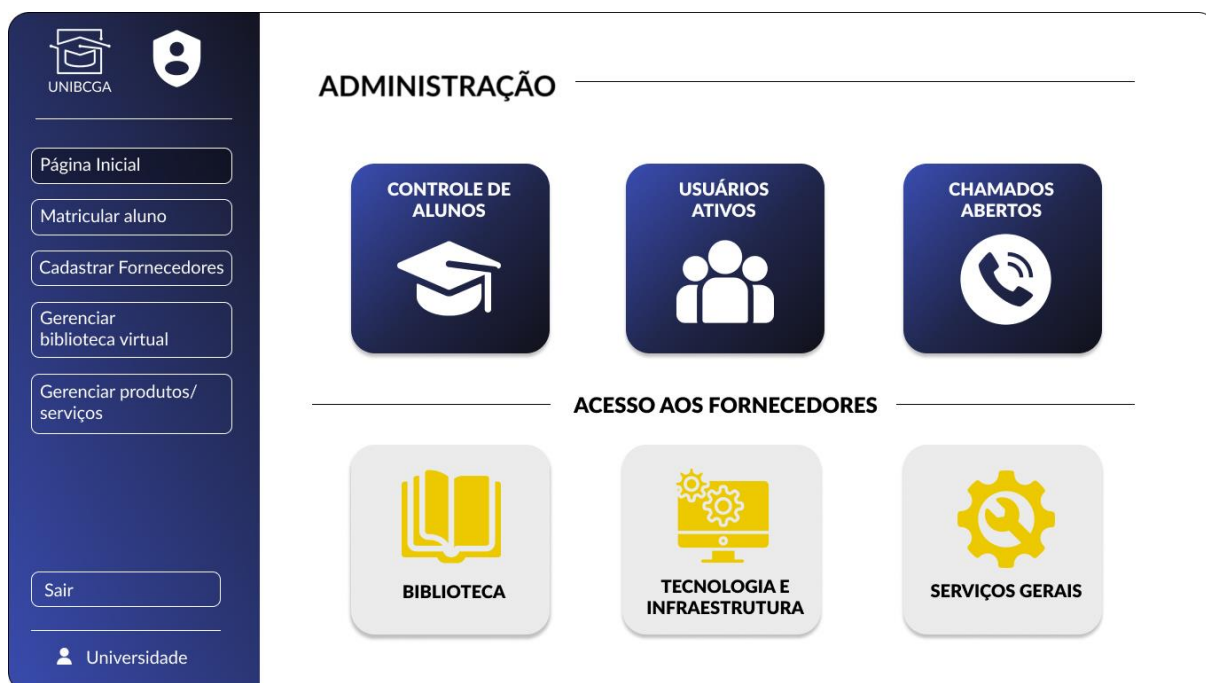 UNIBCGA
Página Inicial
Matricular aluno
Cadastrar Fornecedores
Gerenciar
biblioteca virtual
Gerenciar produtos/
serviços
Sair
Universidade
ADMINISTRAÇÃO
CONTROLE DE
ALUNOS
USUÁRIOS
ATIVOS
CHAMADOS
ABERTOS
ACESSO AOS FORNECEDORES
BIBLIOTECA
TECNOLOGIA E
INFRAESTRUTURA
SERVIÇOS GERAIS